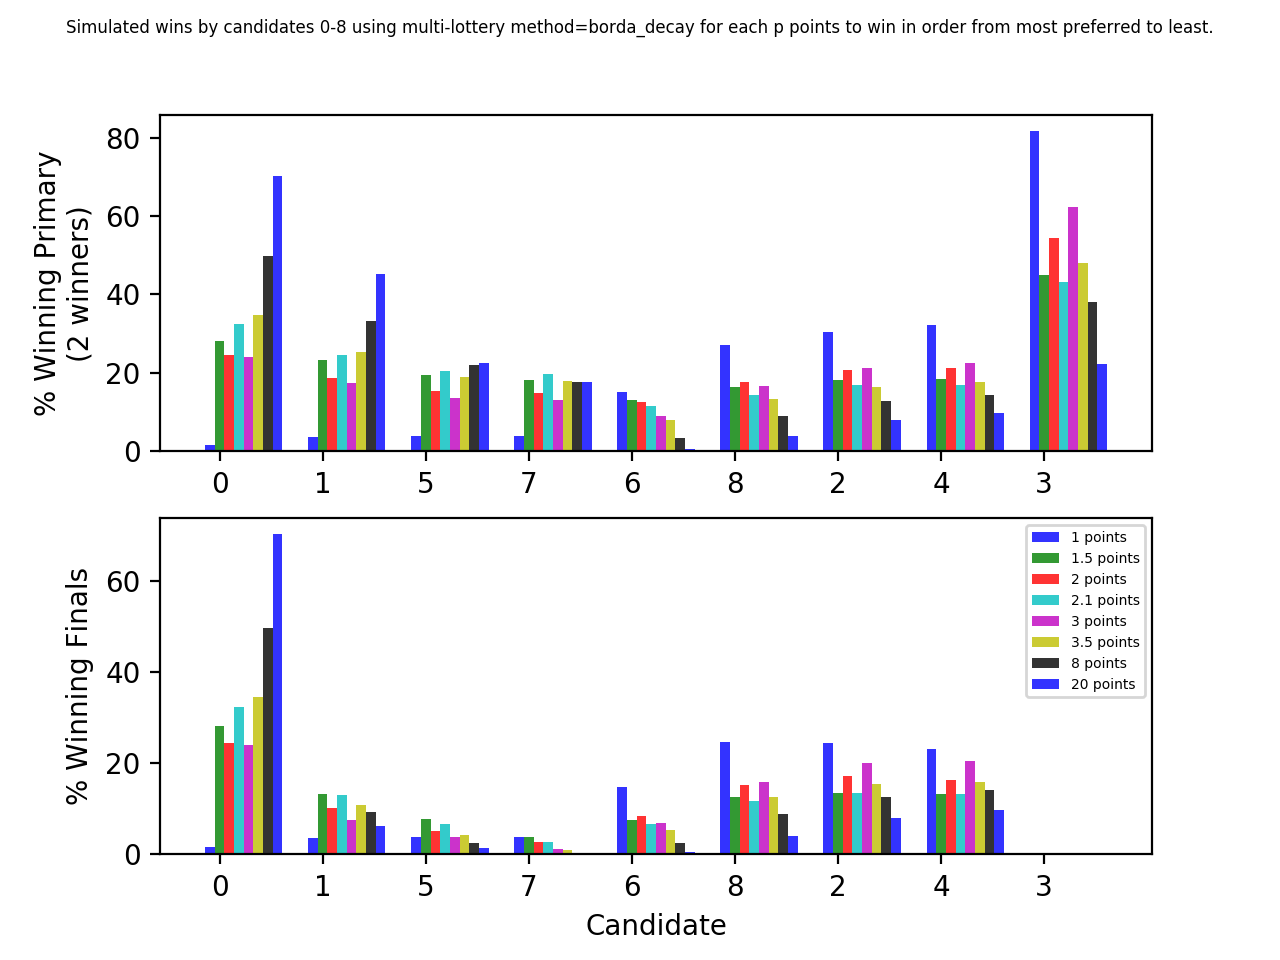 Simulated wins by candidates 0-8 using multi-lottery method=borda_decay for each p points to win in order from most preferred to least.
% Winning Primary
(2 winners)
80
60
40
20
0
0 1 5 7 6 8 2 4 3
% Winning Finals
60
40
20
0
1 points
1.5 points
2 points
2.1 points
3 points
3.5 points
8 points
20 points
0 1 5 7 6 8 2 4 3
Candidate